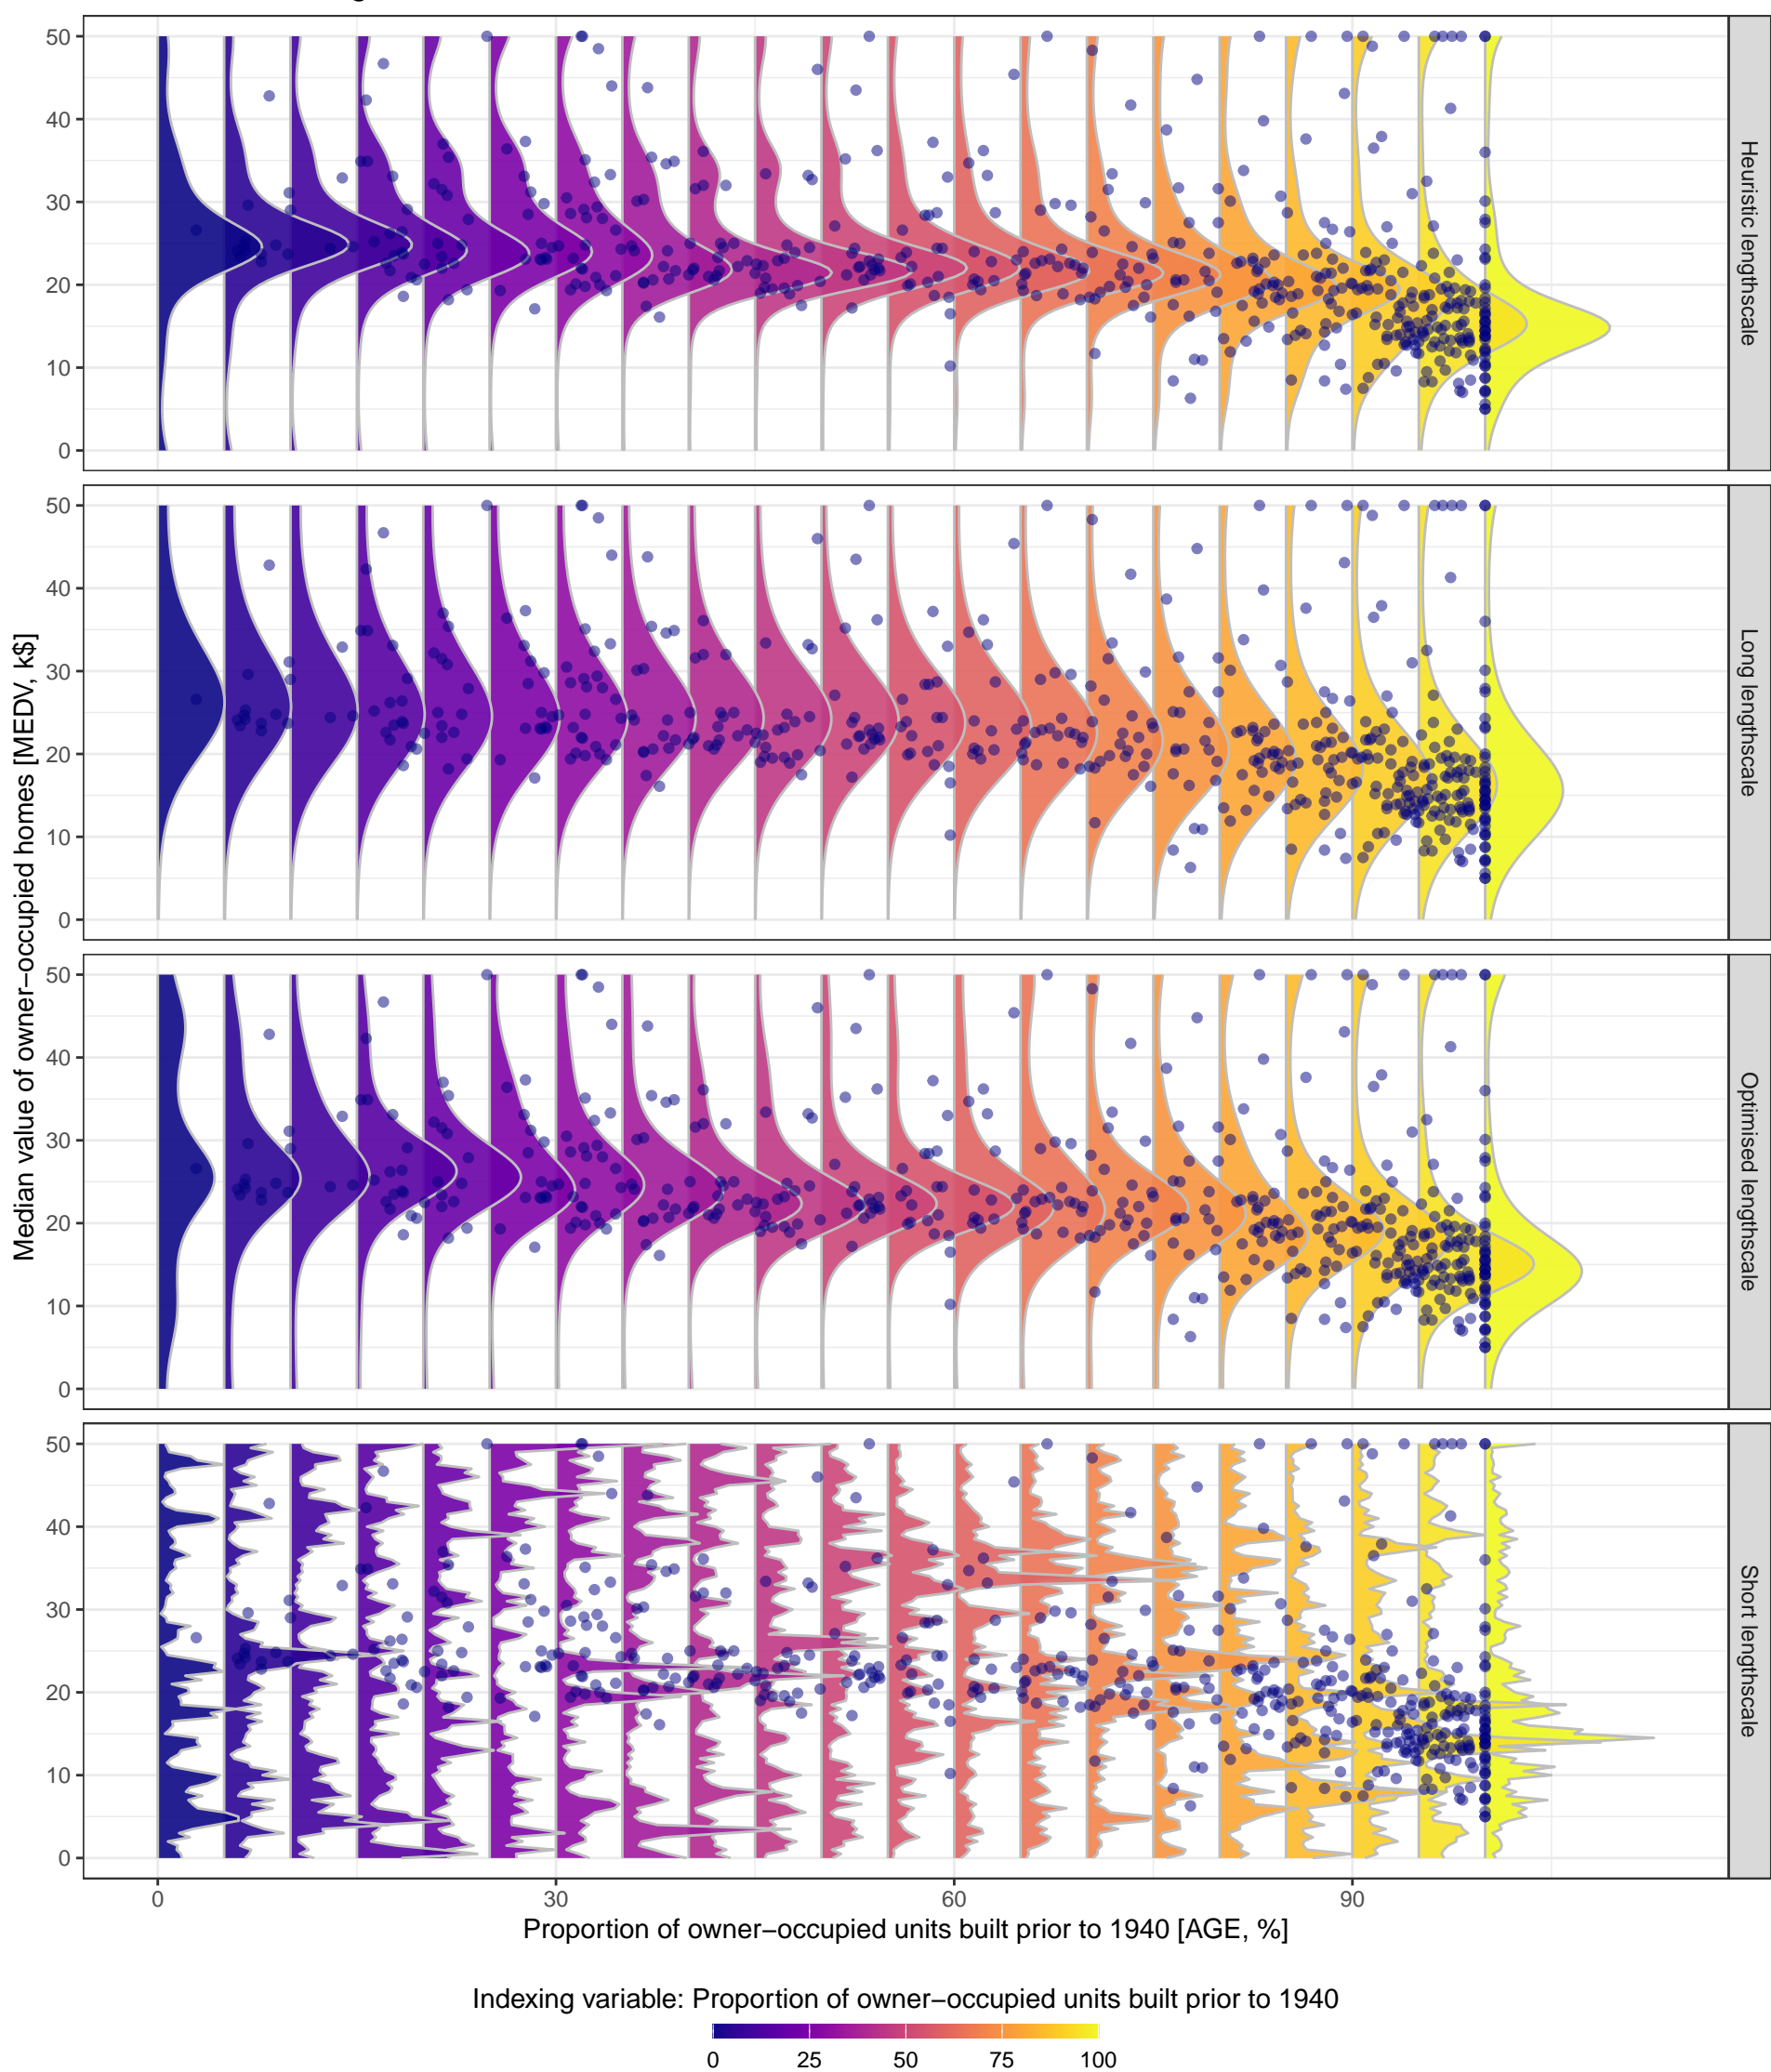 50
40
30
20
10
0
Heuristic lengthscale
50
40
30
20
10
0
Long lengthscale
50
40
30
20
10
0
Optimised lengthscale
50
40
30
20
10
0
Short lengthscale
Median value of owner−occupied homes [MEDV, k$]
0 30 60 90
Proportion of owner−occupied units built prior to 1940 [AGE, %]
Indexing variable: Proportion of owner−occupied units built prior to 1940
0 25 50 75 100